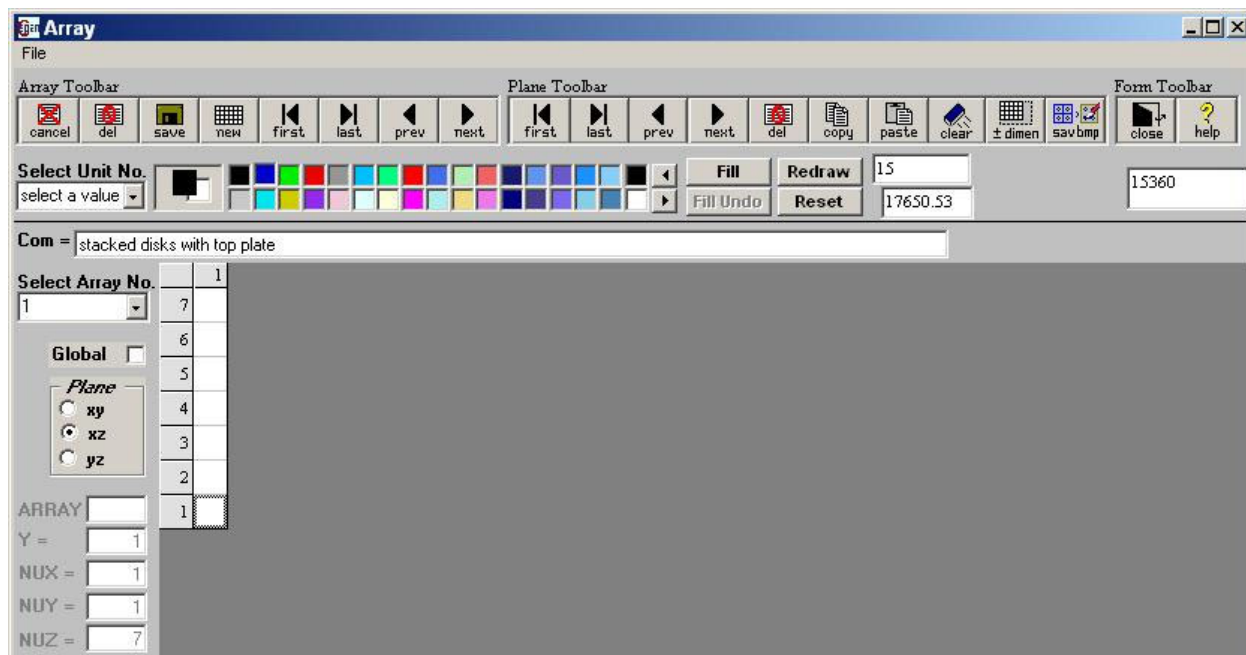 Array
File
Array Toolbar Plane Toolbar Form Toolbar
cancel del save new first last prev next first last prev next del copy paste clear ± dimen savbmp close help
Select Unit No.
select a value
Fill Redraw 15
Fill Undo Reset 17650.53
15360
Com = stacked disks with top plate
Select Array No.
1
1
7
6
5
4
3
2
1
Global
Plane
xy
xz
yz
ARRAY
Y = 1
NUX = 1
NUY = 1
NUZ = 7